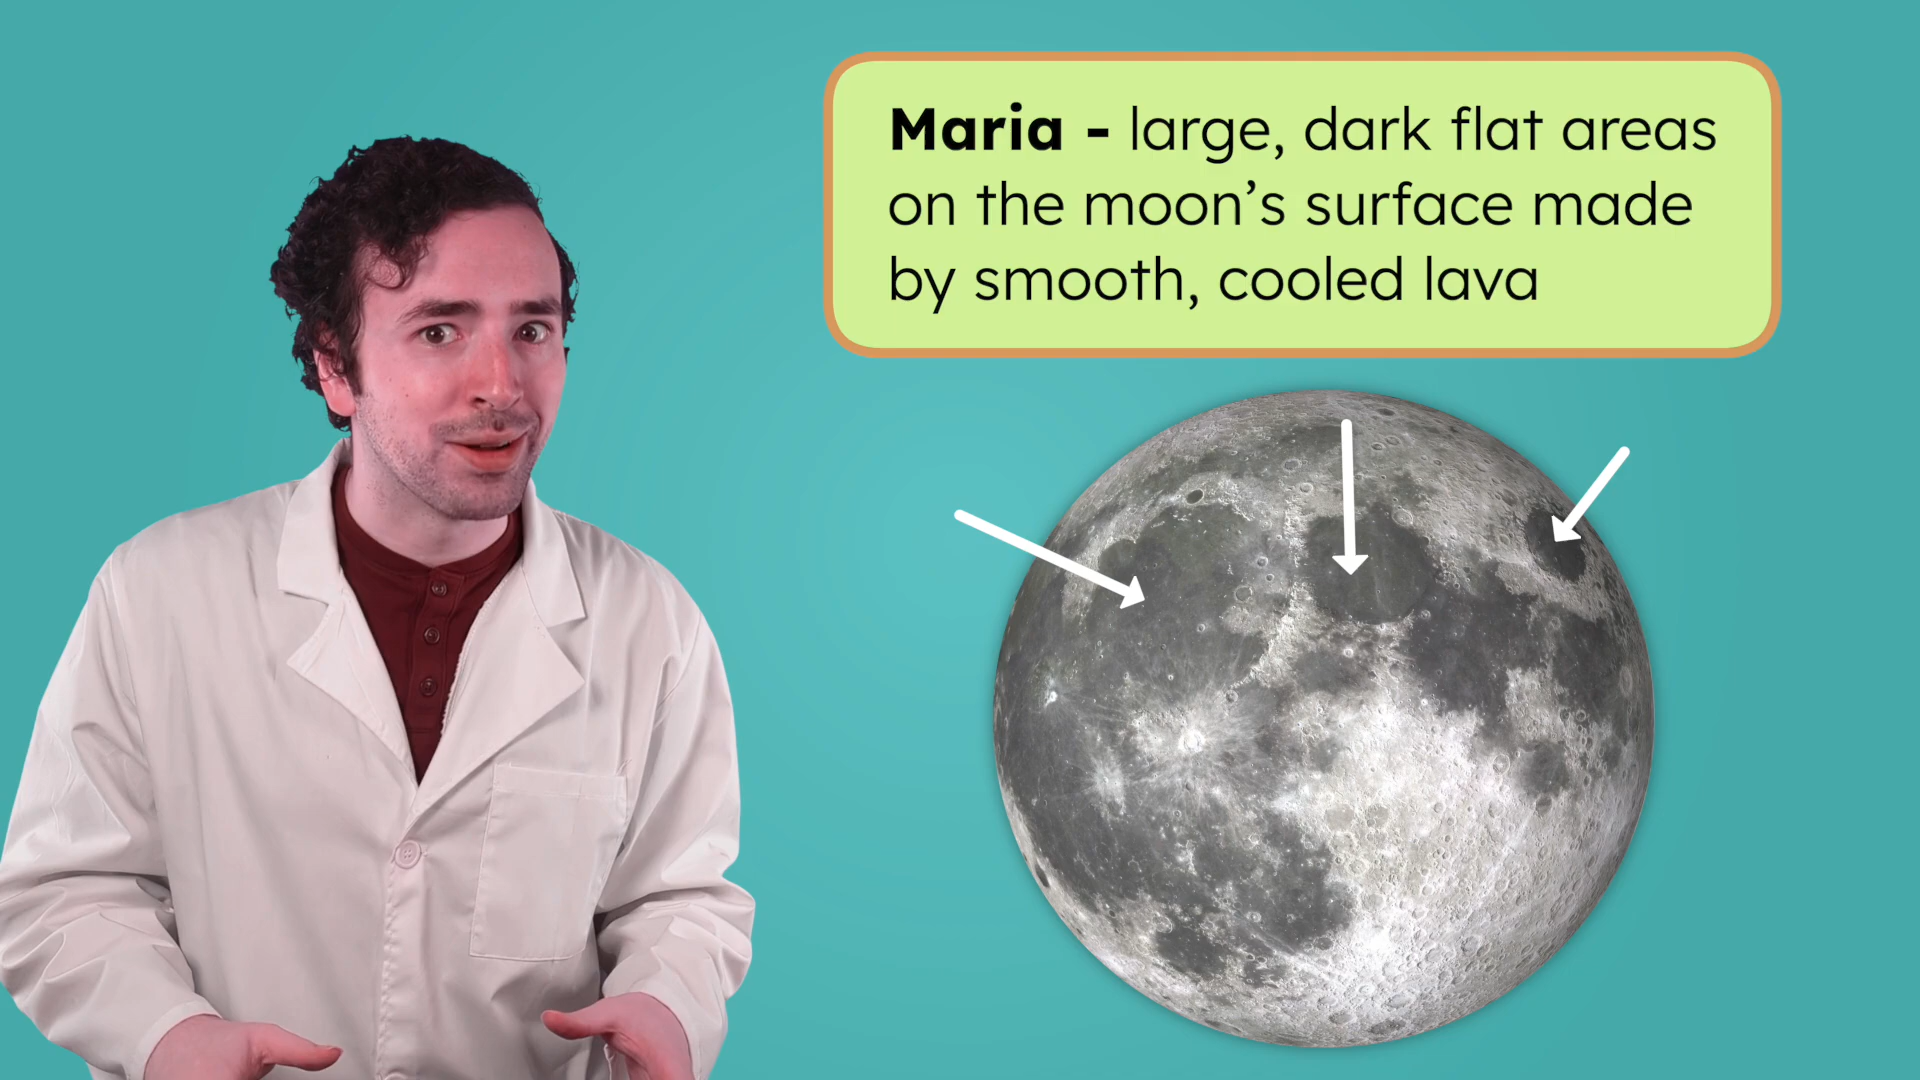 Maria - large, dark flat areas
on the moon’s surface made
by smooth, cooled lava